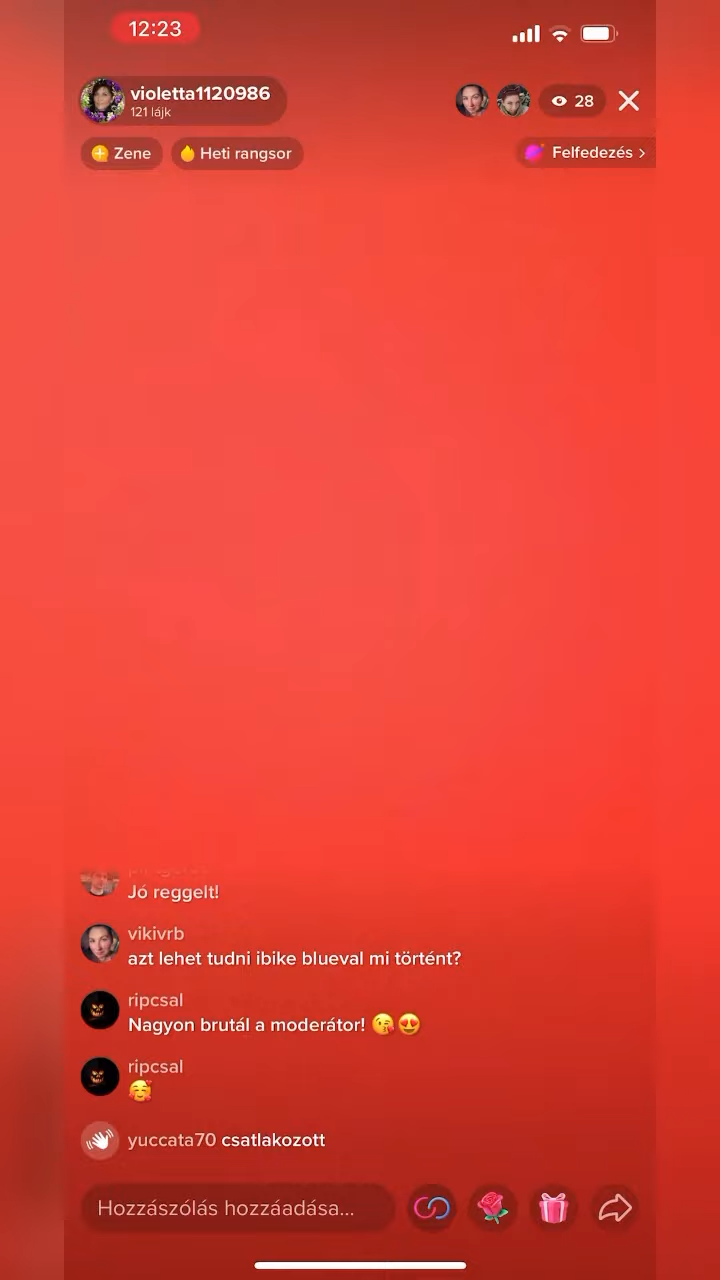 12:23
violetta1120986
121 lájk
28
Zene
Heti rangsor
Felfedezés >
Jó reggelt!
vikivrb
azt lehet tudni ibike blueval mi történt?
ripcsal
Nagyon brutál a moderátor! 😘😍
ripcsal
🥰
yuccata70 csatlakozott
Hozzászólás hozzáadása...